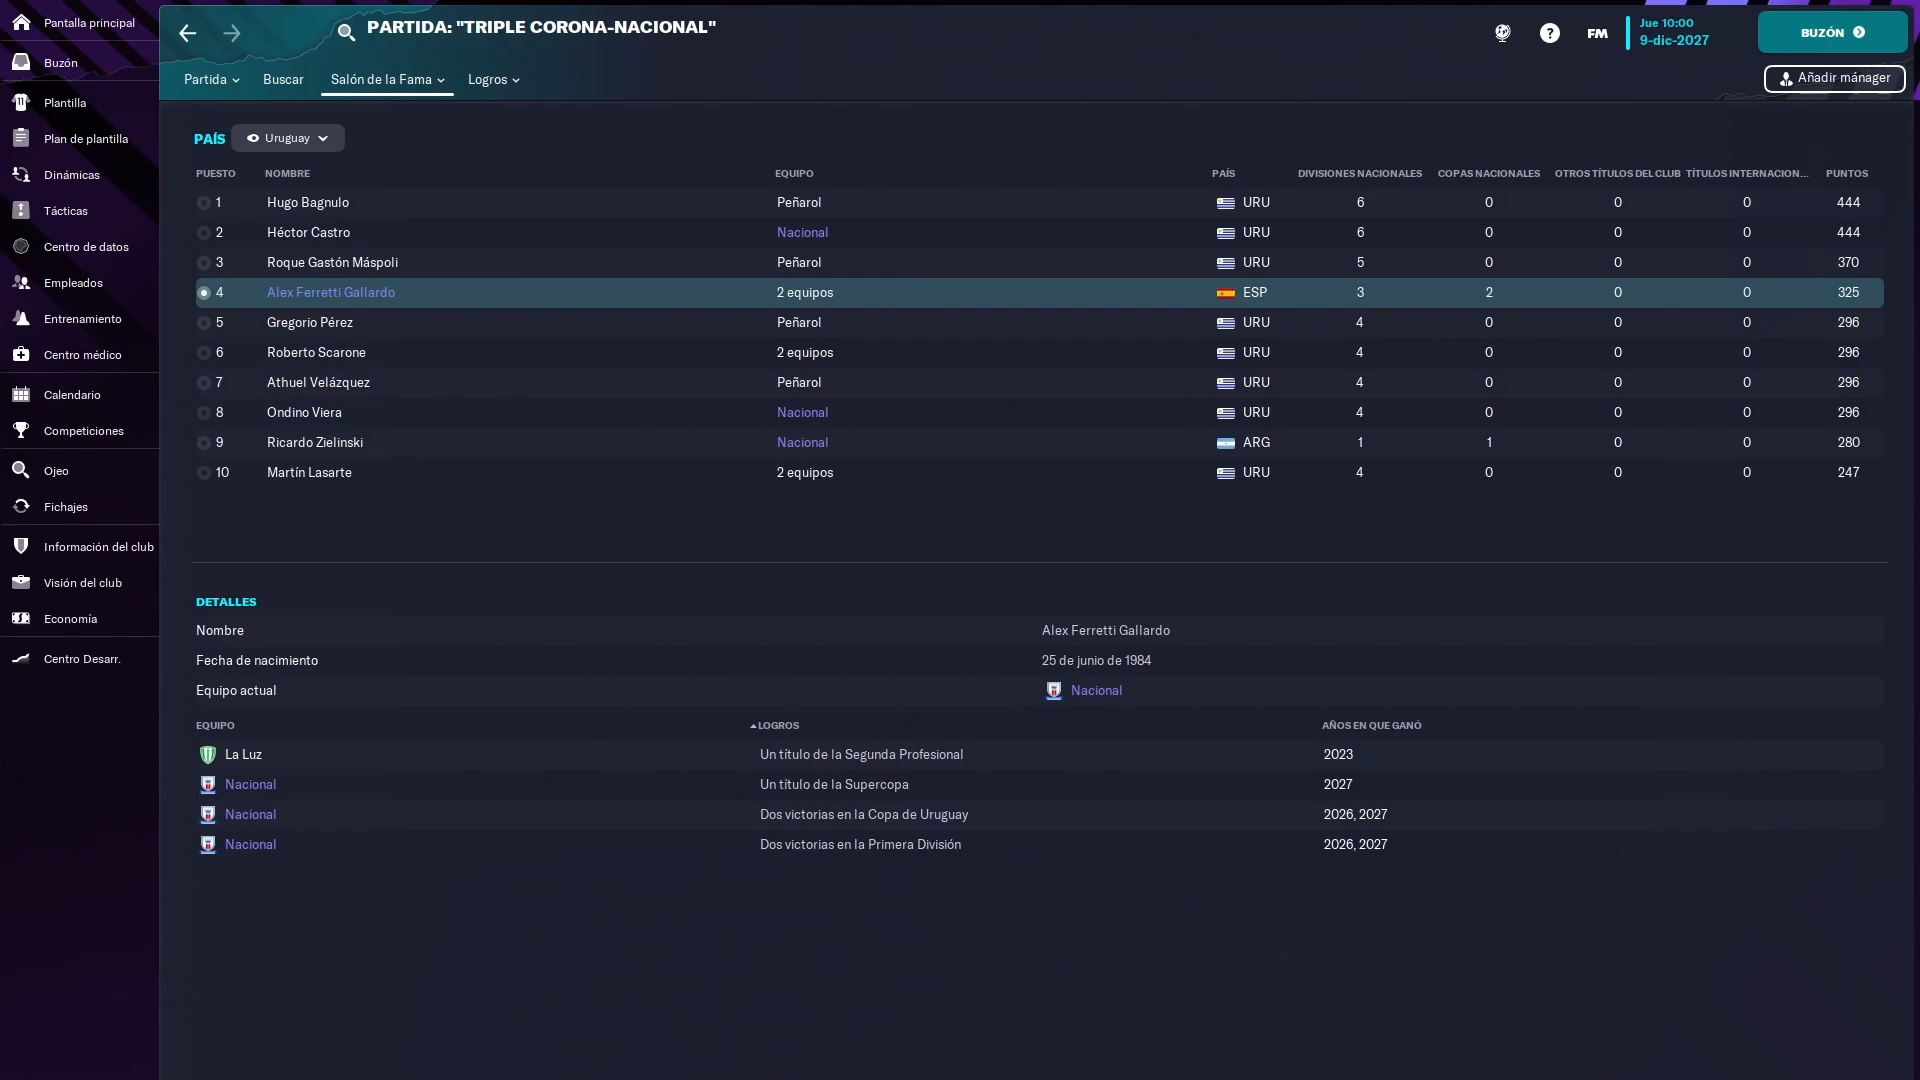 Pantalla principal
Buzón
Plantilla
Plan de plantilla
Dinámicas
Tácticas
Centro de datos
Empleados
Entrenamiento
Centro médico
Calendario
Competiciones
Ojeo
Fichajes
Información del club
Visión del club
Economía
Centro Desarr.
PARTIDA: "TRIPLE CORONA-NACIONAL"
? FM Jue 10:00
9-dic-2027
BUZÓN
Partida Buscar Salón de la Fama Logros
Añadir mánager
PAÍS Uruguay
PUESTO NOMBRE EQUIPO PAÍS DIVISIONES NACIONALES COPAS NACIONALES OTROS TÍTULOS DEL CLUB TÍTULOS INTERNACION... PUNTOS
1 Hugo Bagnulo Peñarol URU 6 0 0 0 444
2 Héctor Castro Nacional URU 6 0 0 0 444
3 Roque Gastón Máspoli Peñarol URU 5 0 0 0 370
4 Alex Ferretti Gallardo 2 equipos ESP 3 2 0 0 325
5 Gregorio Pérez Peñarol URU 4 0 0 0 296
6 Roberto Scarone 2 equipos URU 4 0 0 0 296
7 Athuel Velázquez Peñarol URU 4 0 0 0 296
8 Ondino Viera Nacional URU 4 0 0 0 296
9 Ricardo Zielinski Nacional ARG 1 1 0 0 280
10 Martín Lasarte 2 equipos URU 4 0 0 0 247
DETALLES
Nombre Alex Ferretti Gallardo
Fecha de nacimiento 25 de junio de 1984
Equipo actual Nacional
EQUIPO LOGROS AÑOS EN QUE GANÓ
La Luz Un título de la Segunda Profesional 2023
Nacional Un título de la Supercopa 2027
Nacional Dos victorias en la Copa de Uruguay 2026, 2027
Nacional Dos victorias en la Primera División 2026, 2027